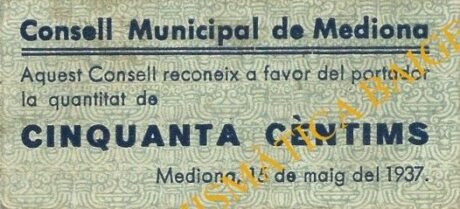 Consell Municipal de Mediona
Aquest Consell reconeix a favor del portador
la quantitat de
CINQUANTA CÈNTIMS
Mediona, 15 de maig del 1937.